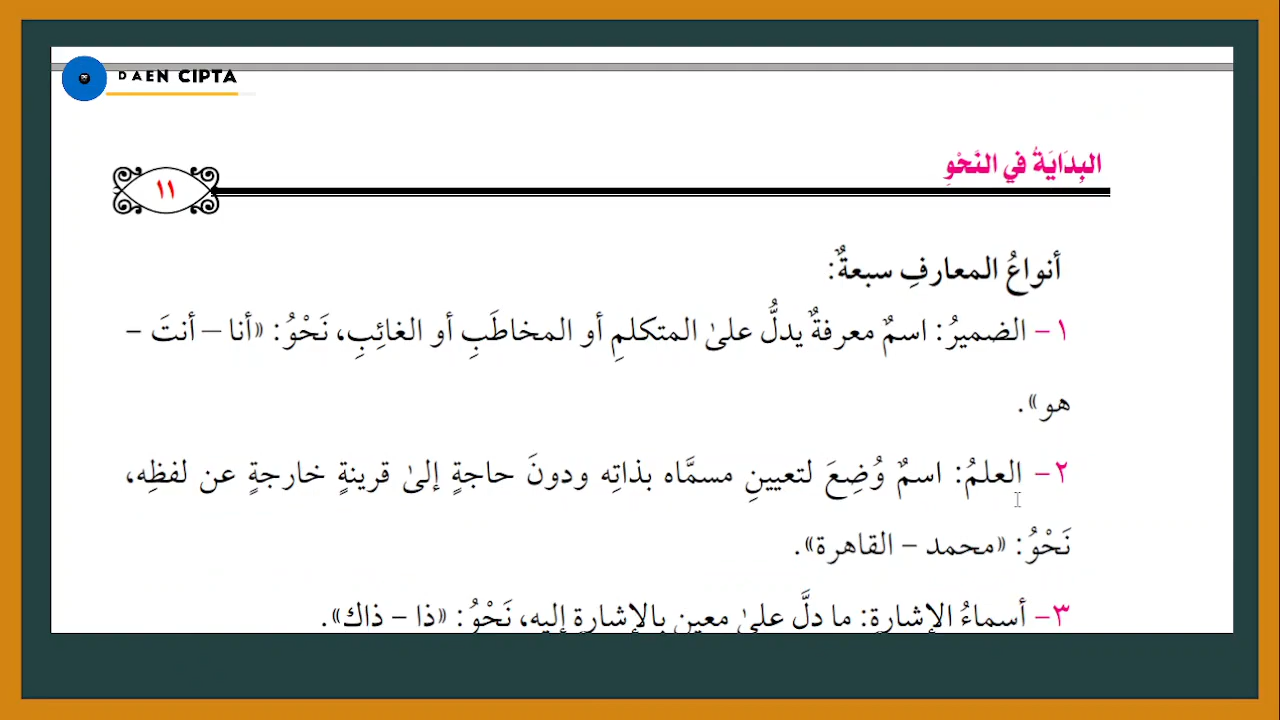 DAEN CIPTA
البِدَايَةُ في النَّحْوِ
١١
أنواعُ المعارفِ سبعةٌ:
١- الضميرُ: اسمٌ معرفةٌ يدلُّ علىٰ المتكلمِ أو المخاطَبِ أو الغائِبِ، نَحْوُ: «أنا – أنتَ –
هو».
٢- العلمُ: اسمٌ وُضِعَ لتعيينِ مسمَّاه بذاتِه ودونَ حاجةٍ إلىٰ قرينةٍ خارجةٍ عن لفظِه،
نَحْوُ: «محمد – القاهرة».
٣- أسماءُ الإشارةِ: ما دلَّ علىٰ معينٍ بالإشارةِ إليه، نَحْوُ: «ذا – ذاك».